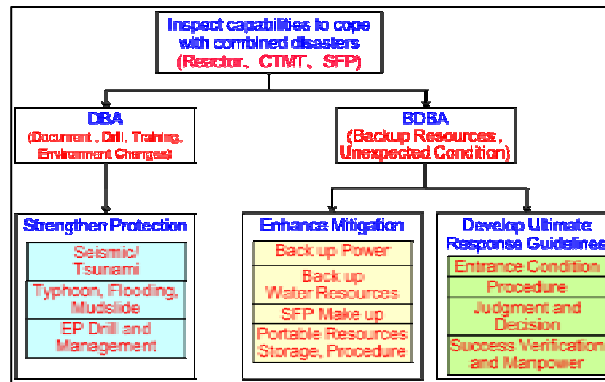 Inspect capabilities to cope
with combined disasters
(Reactor、CTMT、SFP)
DBA
(Document , Drill, Training,
Environment Changes)
BDBA
(Backup Resources ,
Unexpected Condition)
Strengthen Protection
Seismic/
Tsunami
Typhoon, Flooding,
Mudslide
EP Drill and
Management
Enhance Mitigation
Back up Power
Back up
Water Resources
SFP Make up
Portable Resources
Storage, Procedure
Develop Ultimate
Response Guidelines
Entrance Condition
Procedure
Judgment and
Decision
Success Verification
and Manpower